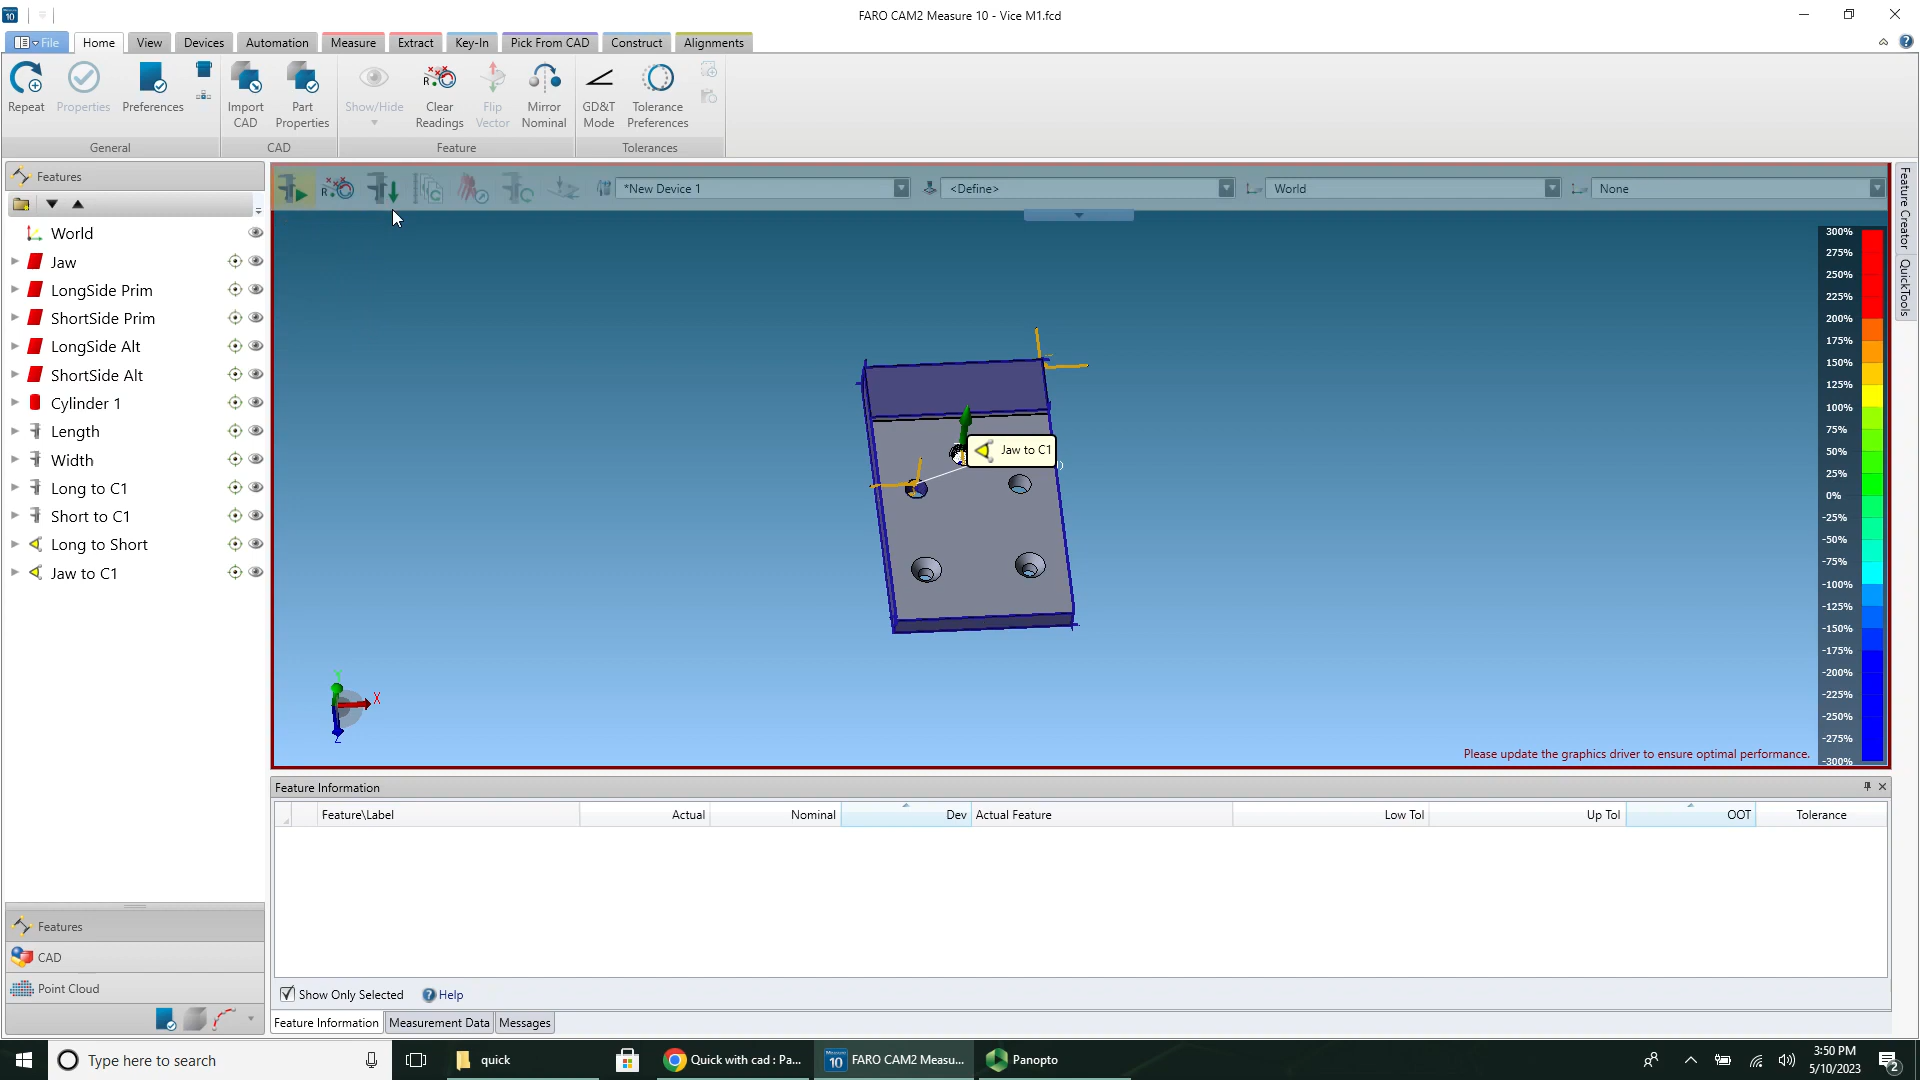 10
FARO CAM2 Measure 10 - Vice M1.fcd
File
Home
View
Devices
Automation
Measure
Extract
Key-In
Pick From CAD
Construct
Alignments
Repeat
Properties
Preferences
Import CAD
Part Properties
Show/Hide
Clear Readings
Flip Vector
Mirror Nominal
GD&T Mode
Tolerance Preferences
General
CAD
Feature
Tolerances
Features
*New Device 1
<Define>
World
None
Feature Creator
QuickTools
World
Jaw
LongSide Prim
ShortSide Prim
LongSide Alt
ShortSide Alt
Cylinder 1
Length
Width
Long to C1
Short to C1
Long to Short
Jaw to C1
Jaw to C1
Y
X
Z
300%
275%
250%
225%
200%
175%
150%
125%
100%
75%
50%
25%
0%
-25%
-50%
-75%
-100%
-125%
-150%
-175%
-200%
-225%
-250%
-275%
-300%
Please update the graphics driver to ensure optimal performance.
Feature Information
Feature\Label Actual Nominal Dev Actual Feature Low Tol Up Tol OOT Tolerance
Features
CAD
Point Cloud
Show Only Selected
Help
Feature Information
Measurement Data
Messages
Type here to search
quick
Quick with cad : Pa...
FARO CAM2 Measu...
Panopto
3:50 PM
5/10/2023
2